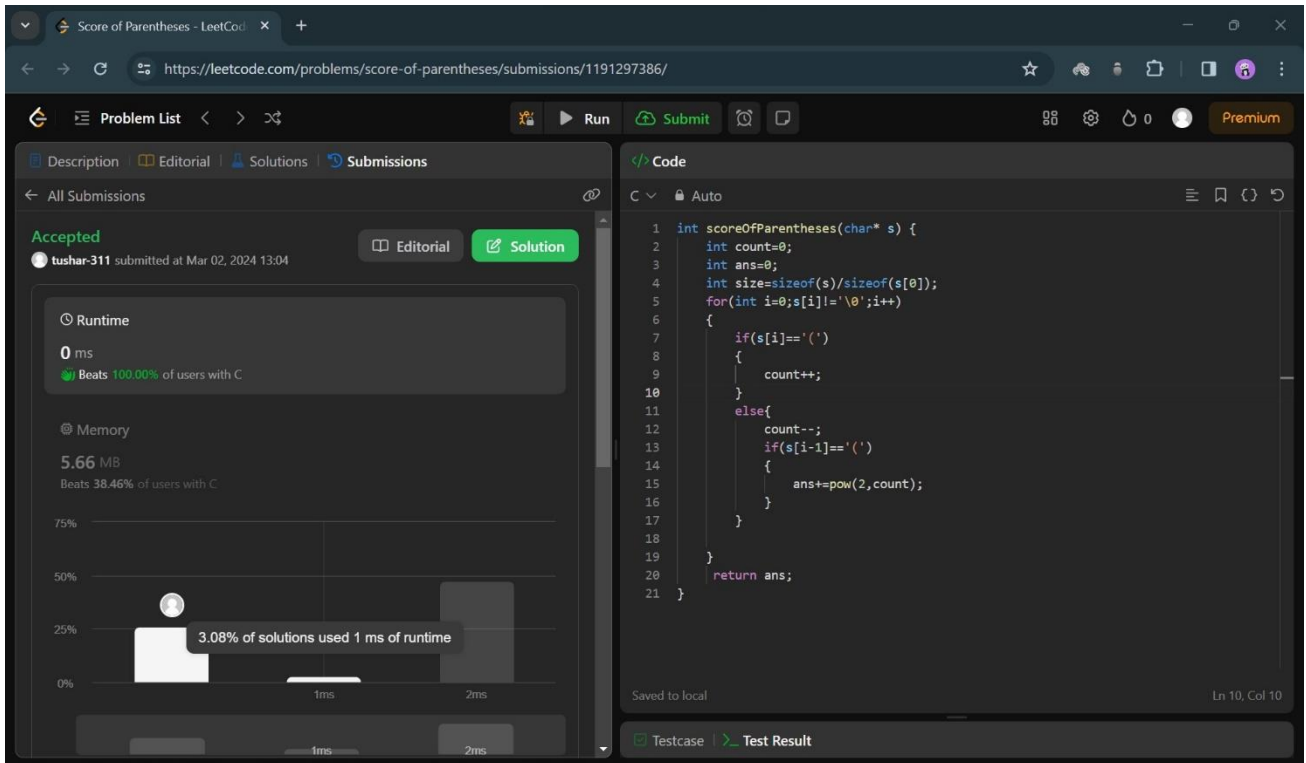 Score of Parentheses - LeetCod
https://leetcode.com/problems/score-of-parentheses/submissions/1191297386/
Problem List
Run
Submit
0
Premium
Description
Editorial
Solutions
Submissions
All Submissions
Accepted
tushar-311 submitted at Mar 02, 2024 13:04
Editorial
Solution
Runtime
0 ms
Beats 100.00% of users with C
Memory
5.66 MB
Beats 38.46% of users with C
75%
50%
25%
0%
3.08% of solutions used 1 ms of runtime
1ms
2ms
1ms
2ms
</> Code
C
Auto
1 int scoreOfParentheses(char* s) {
2 int count=0;
3 int ans=0;
4 int size=sizeof(s)/sizeof(s[0]);
5 for(int i=0;s[i]!='\0';i++)
6 {
7 if(s[i]=='(')
8 {
9 count++;
10 }
11 else{
12 count--;
13 if(s[i-1]=='(')
14 {
15 ans+=pow(2,count);
16 }
17 }
18
19 }
20 return ans;
21 }
Saved to local
Ln 10, Col 10
Testcase
Test Result